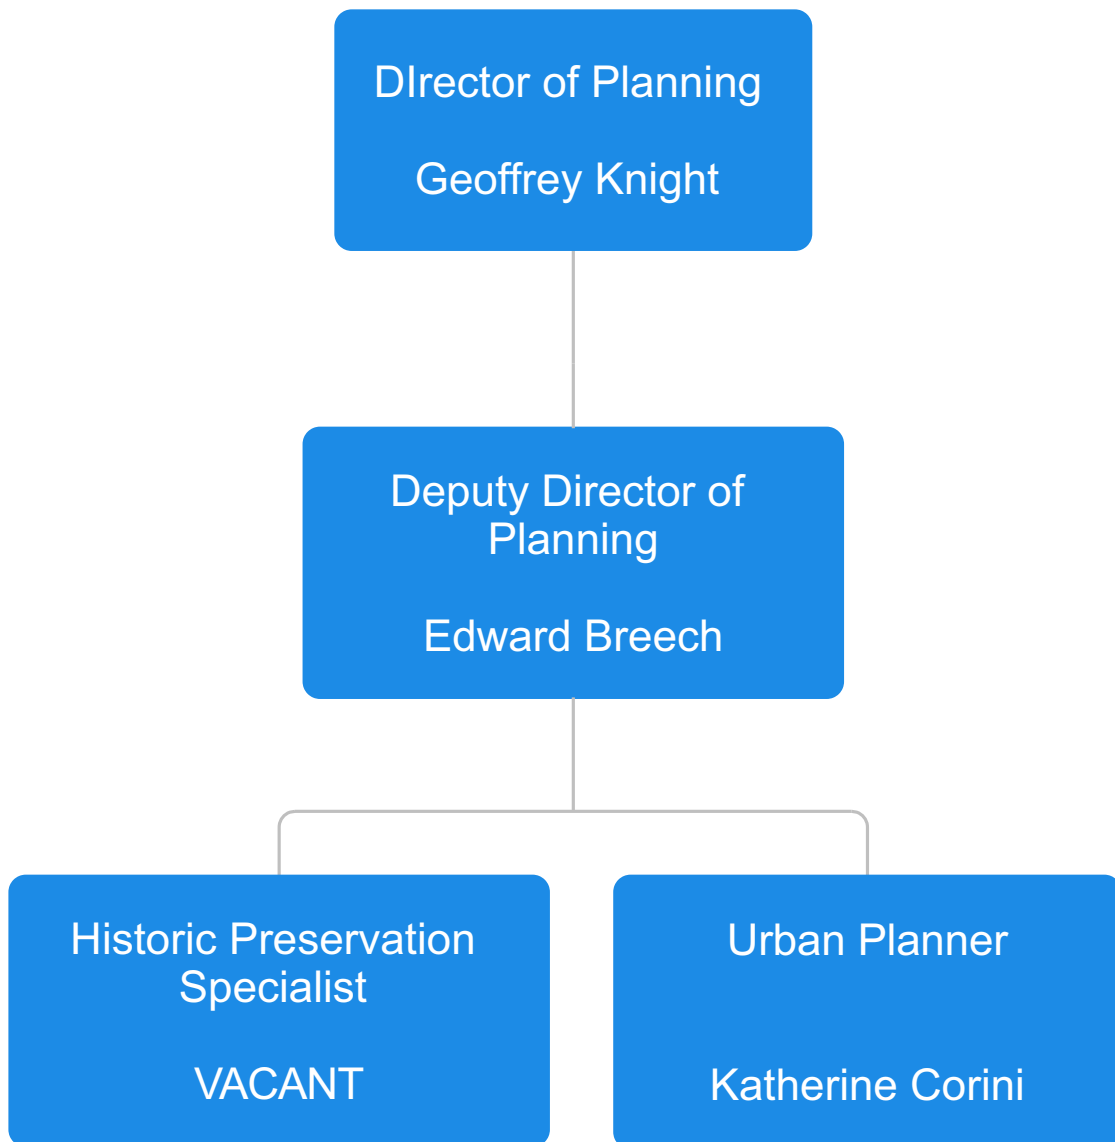 DIrector of Planning
Geoffrey Knight
Deputy Director of
Planning
Edward Breech
Historic Preservation
Specialist
VACANT
Urban Planner
Katherine Corini